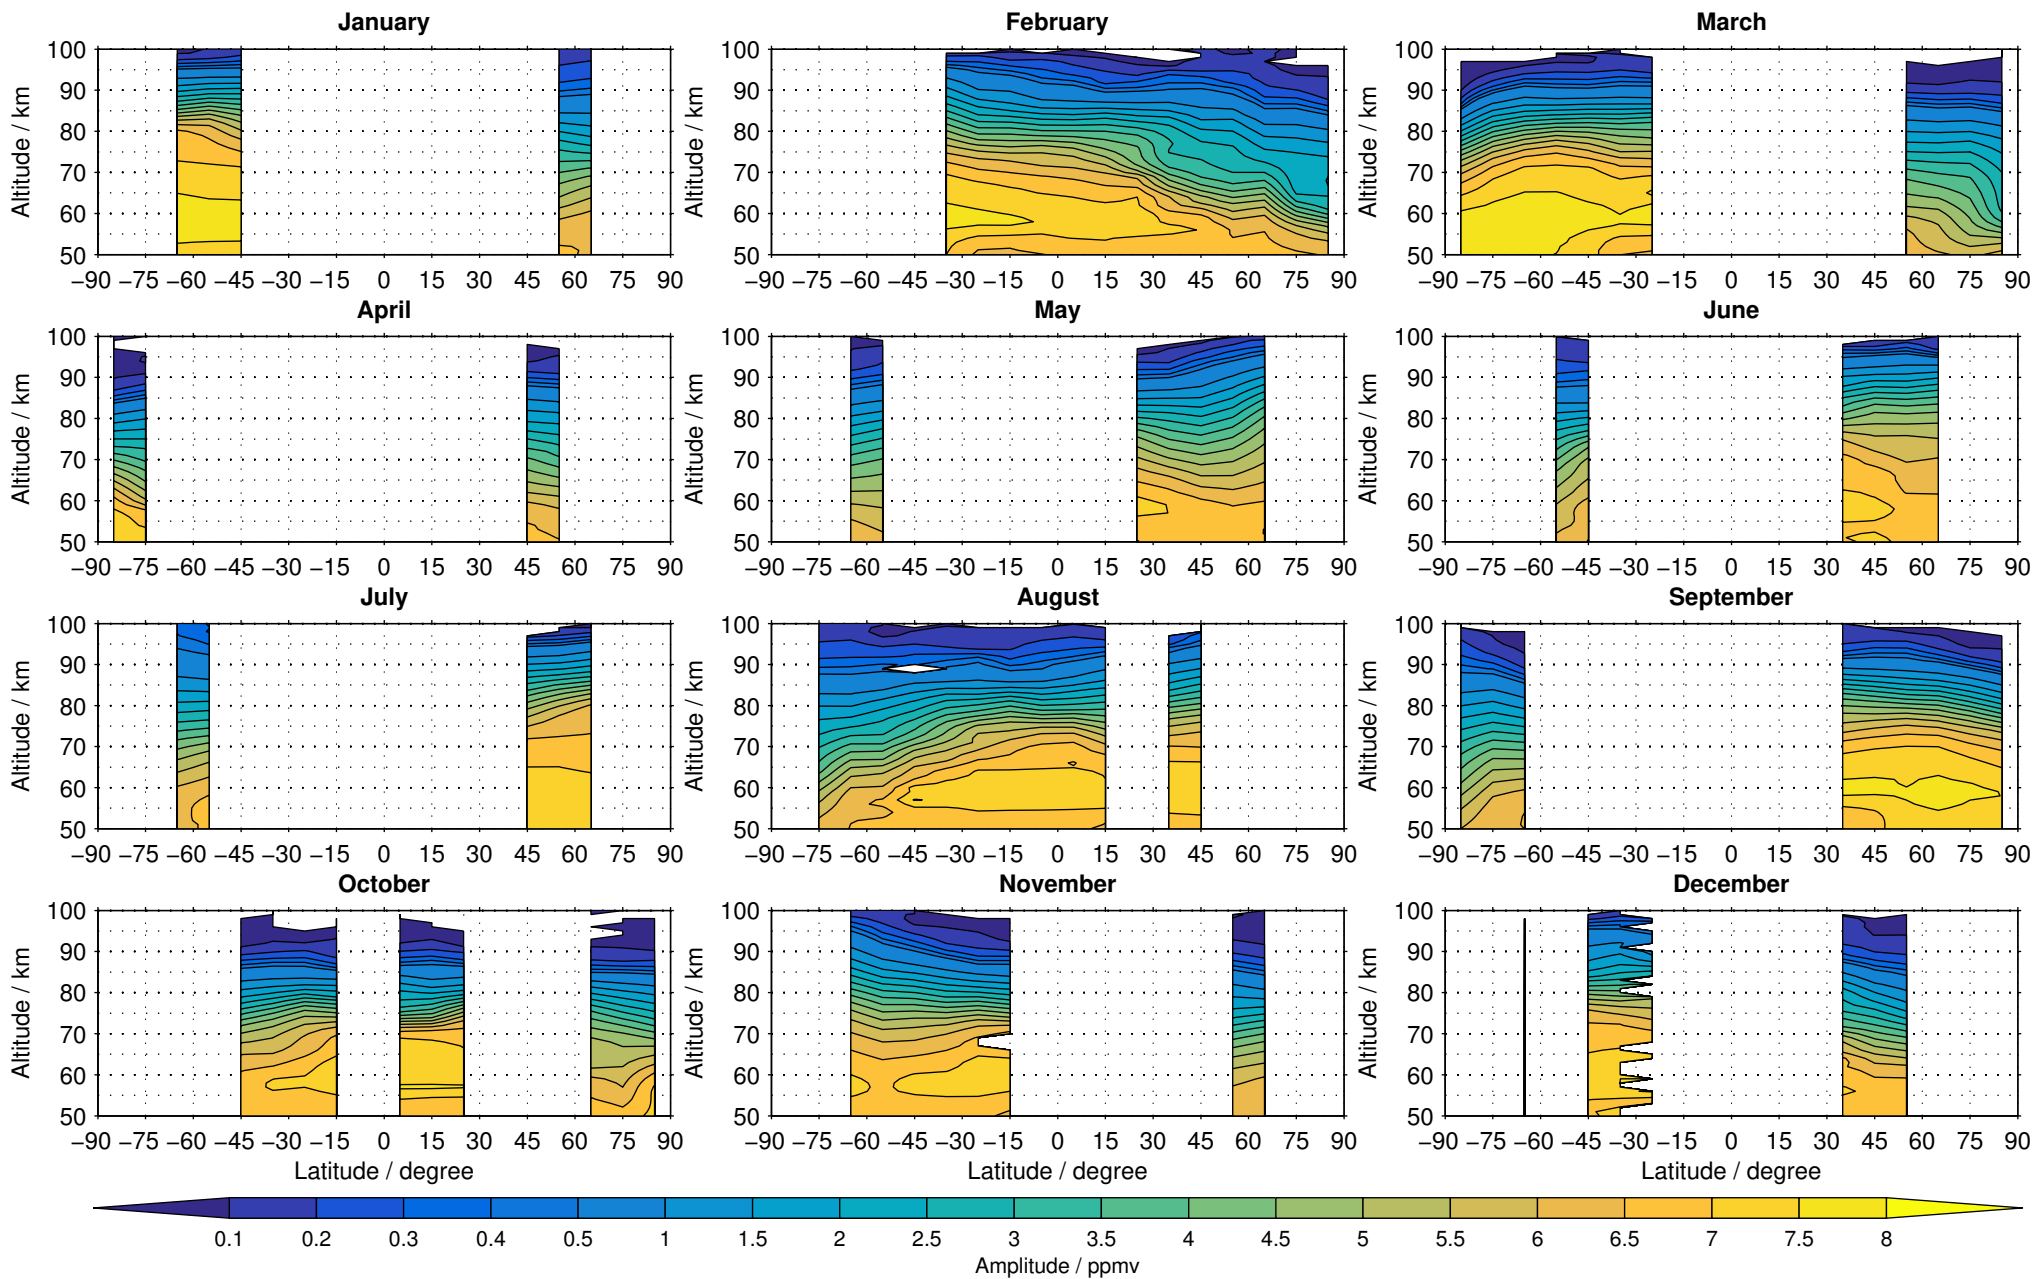 January February March
100 100 100
90 90 90
Altitude / km Altitude / km Altitude / km
80 80 80
70 70 70
60 60 60
50 50 50
−90 −75 −60 −45 −30 −15 0 15 30 45 60 75 90 −90 −75 −60 −45 −30 −15 0 15 30 45 60 75 90 −90 −75 −60 −45 −30 −15 0 15 30 45 60 75 90
April May June
100 100 100
90 90 90
Altitude / km Altitude / km Altitude / km
80 80 80
70 70 70
60 60 60
50 50 50
−90 −75 −60 −45 −30 −15 0 15 30 45 60 75 90 −90 −75 −60 −45 −30 −15 0 15 30 45 60 75 90 −90 −75 −60 −45 −30 −15 0 15 30 45 60 75 90
July August September
100 100 100
90 90 90
Altitude / km Altitude / km Altitude / km
80 80 80
70 70 70
60 60 60
50 50 50
−90 −75 −60 −45 −30 −15 0 15 30 45 60 75 90 −90 −75 −60 −45 −30 −15 0 15 30 45 60 75 90 −90 −75 −60 −45 −30 −15 0 15 30 45 60 75 90
October November December
100 100 100
90 90 90
Altitude / km Altitude / km Altitude / km
80 80 80
70 70 70
60 60 60
50 50 50
−90 −75 −60 −45 −30 −15 0 15 30 45 60 75 90 −90 −75 −60 −45 −30 −15 0 15 30 45 60 75 90 −90 −75 −60 −45 −30 −15 0 15 30 45 60 75 90
Latitude / degree Latitude / degree Latitude / degree
0.1 0.2 0.3 0.4 0.5 1 1.5 2 2.5 3 3.5 4 4.5 5 5.5 6 6.5 7 7.5 8
Amplitude / ppmv